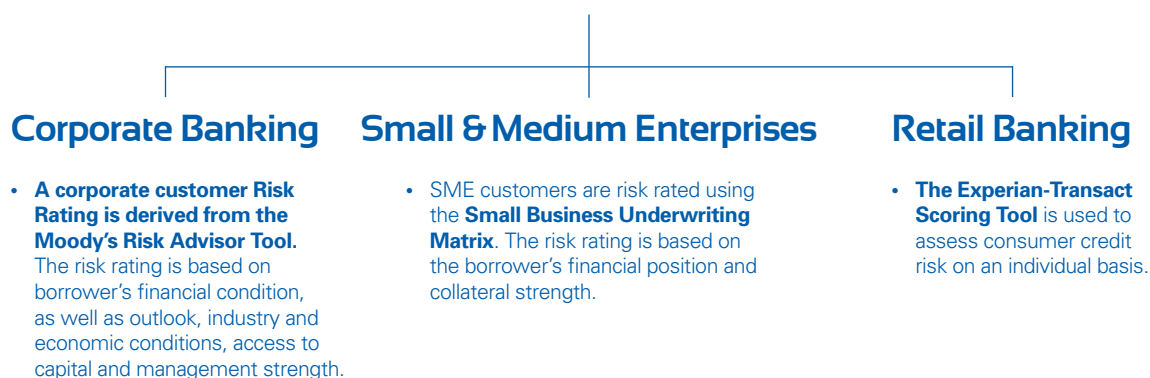 Corporate Banking
• A corporate customer Risk
Rating is derived from the
Moody's Risk Advisor Tool.
The risk rating is based on
borrower's financial condition,
as well as outlook, industry and
economic conditions, access to
capital and management strength.
Small & Medium Enterprises
• SME customers are risk rated using
the Small Business Underwriting
Matrix. The risk rating is based on
the borrower's financial position and
collateral strength.
Retail Banking
• The Experian-Transact
Scoring Tool is used to
assess consumer credit
risk on an individual basis.